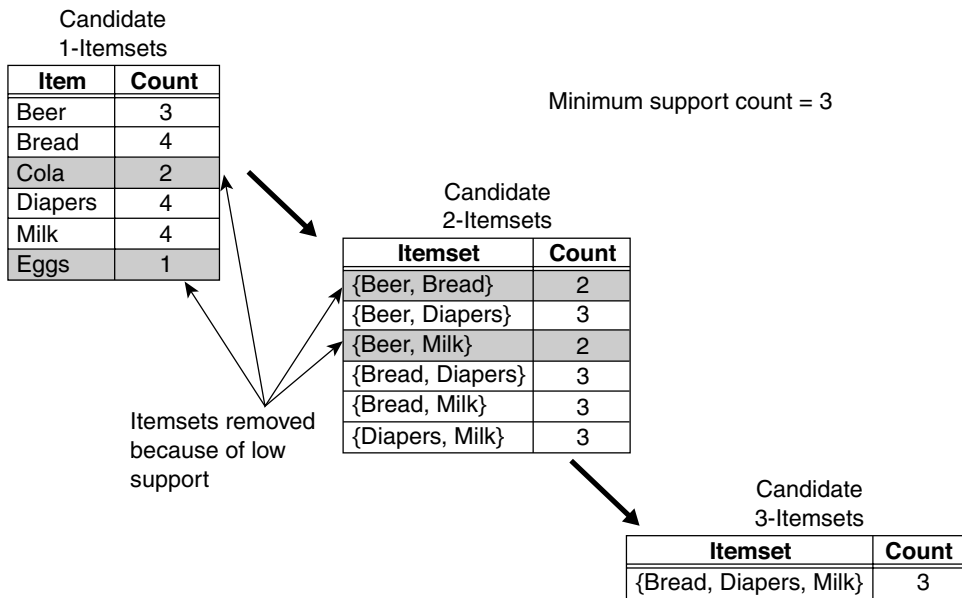 Candidate
1-Itemsets
Item Count
Beer 3
Bread 4
Cola 2
Diapers 4
Milk 4
Eggs 1
Minimum support count = 3
Candidate
2-Itemsets
Itemset Count
{Beer, Bread} 2
{Beer, Diapers} 3
{Beer, Milk} 2
{Bread, Diapers} 3
{Bread, Milk} 3
{Diapers, Milk} 3
Itemsets removed
because of low
support
Candidate
3-Itemsets
Itemset Count
{Bread, Diapers, Milk} 3